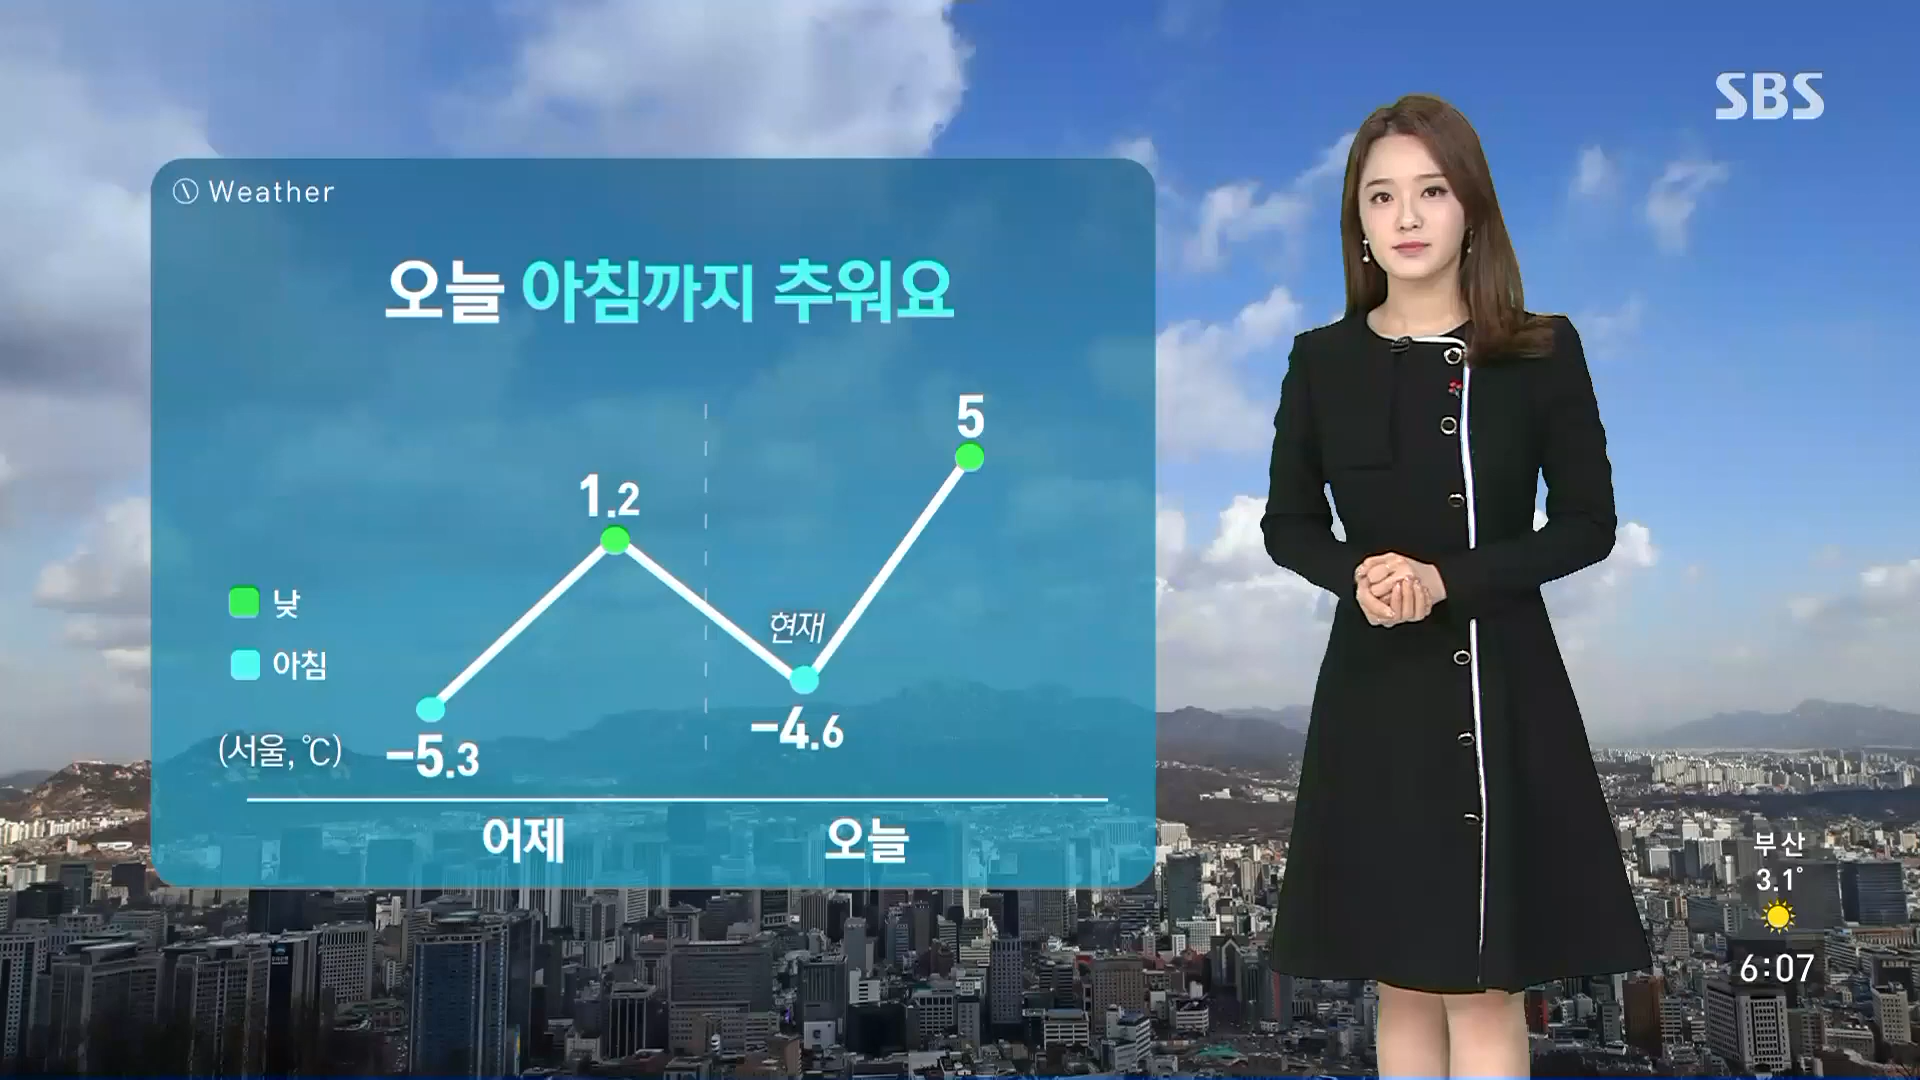 SBS
Weather
오늘 아침까지 추워요
5
1.2
현재
낮
아침
-4.6
(서울, ℃)
-5.3
어제
오늘
부산
3.1°
6:07